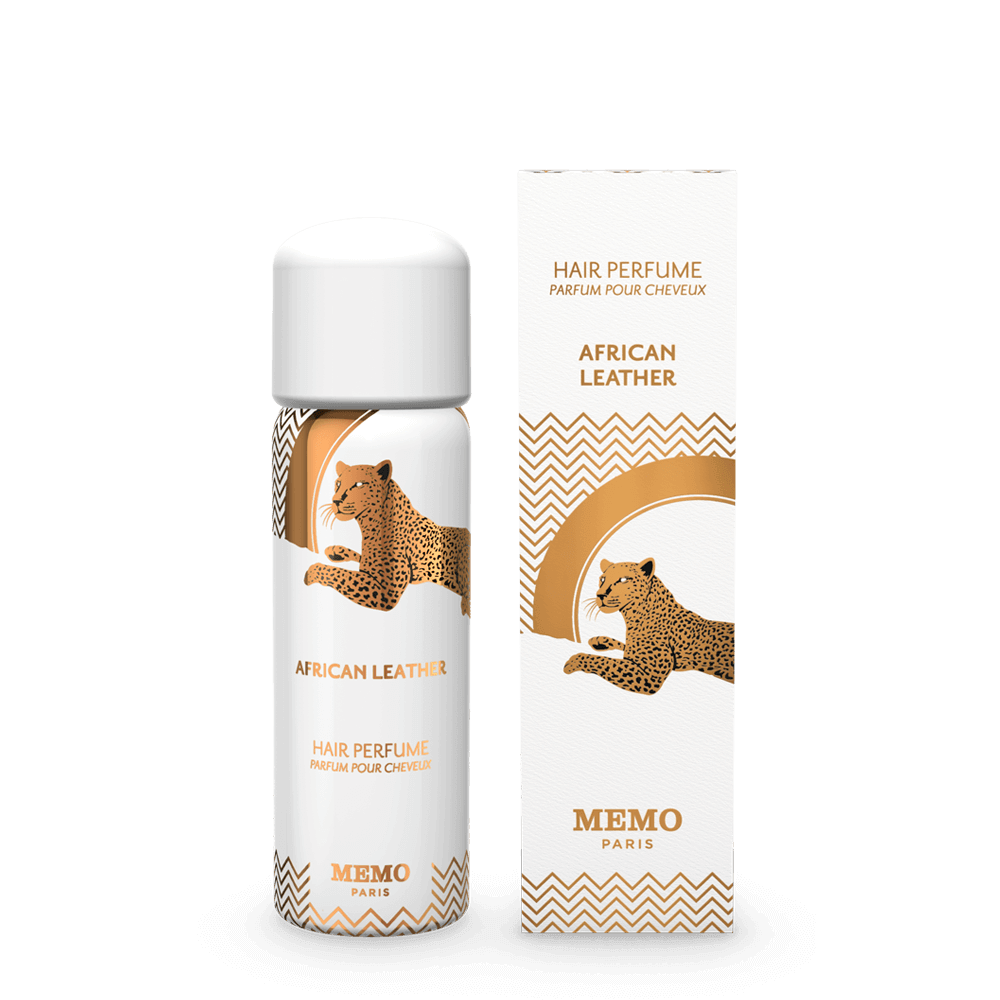 AFRICAN LEATHER
HAIR PERFUME
PARFUM POUR CHEVEUX
MEMO
PARIS
HAIR PERFUME
PARFUM POUR CHEVEUX
AFRICAN
LEATHER
MEMO
PARIS